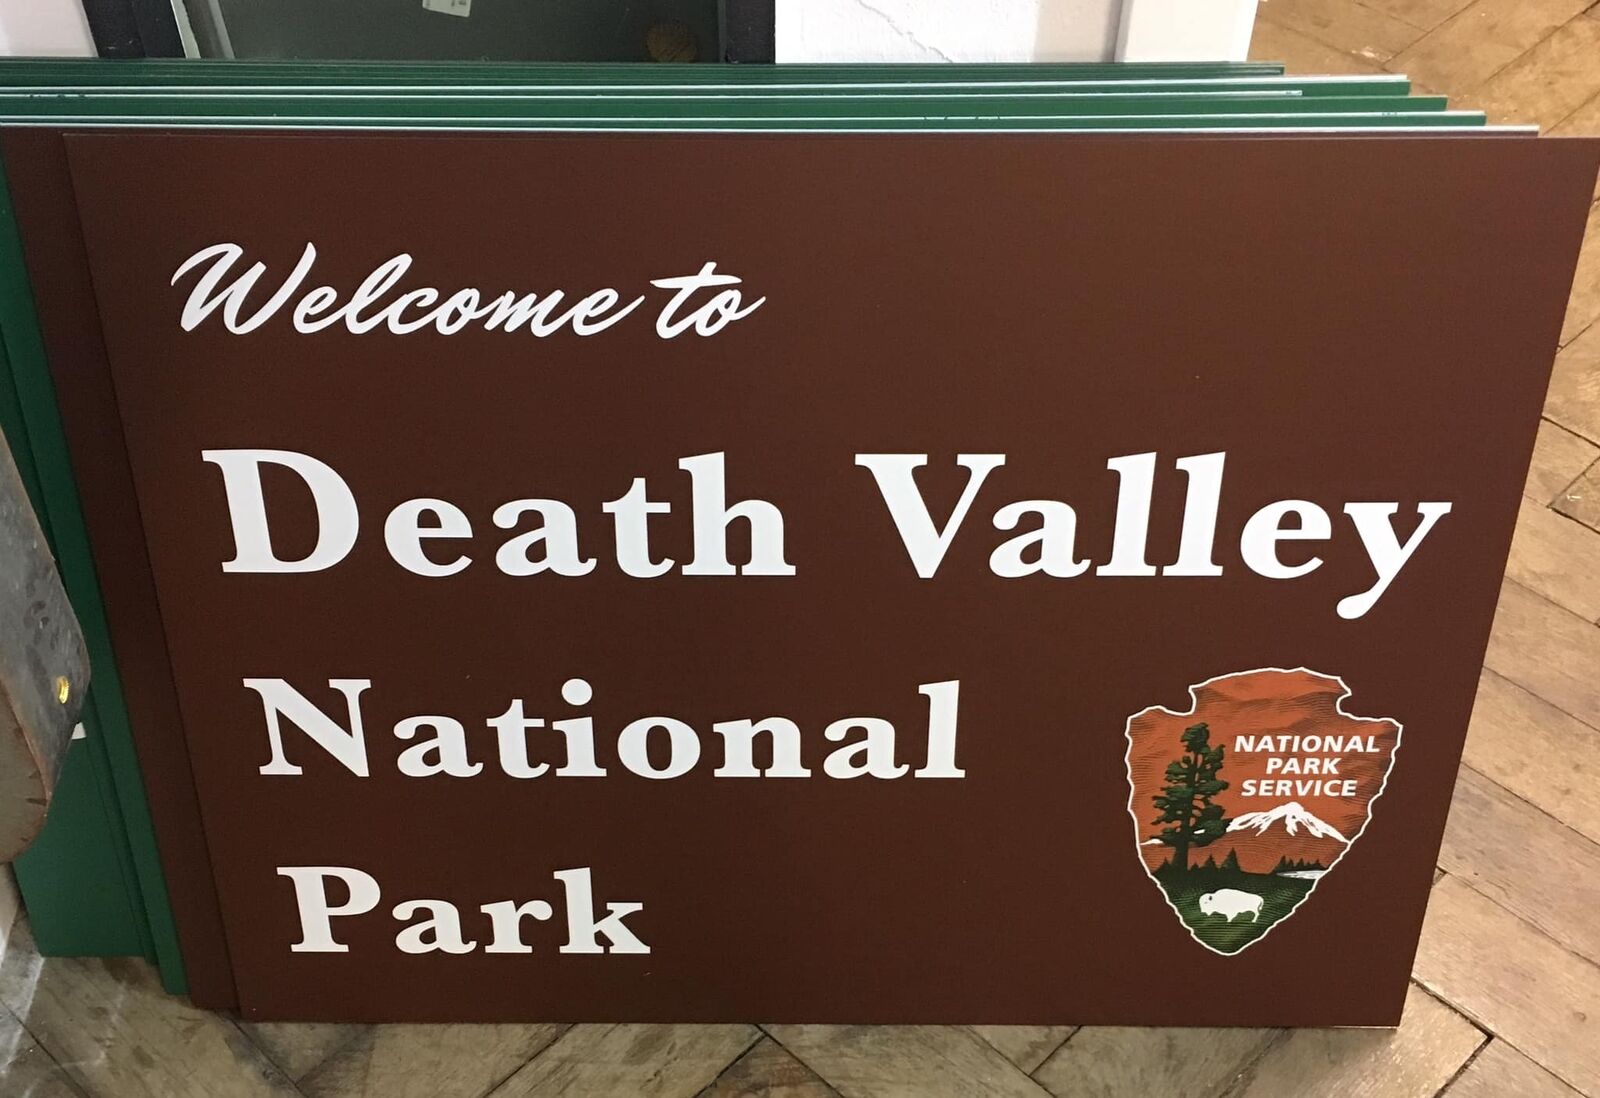 Welcome to
Death Valley
National
Park
NATIONAL
PARK
SERVICE